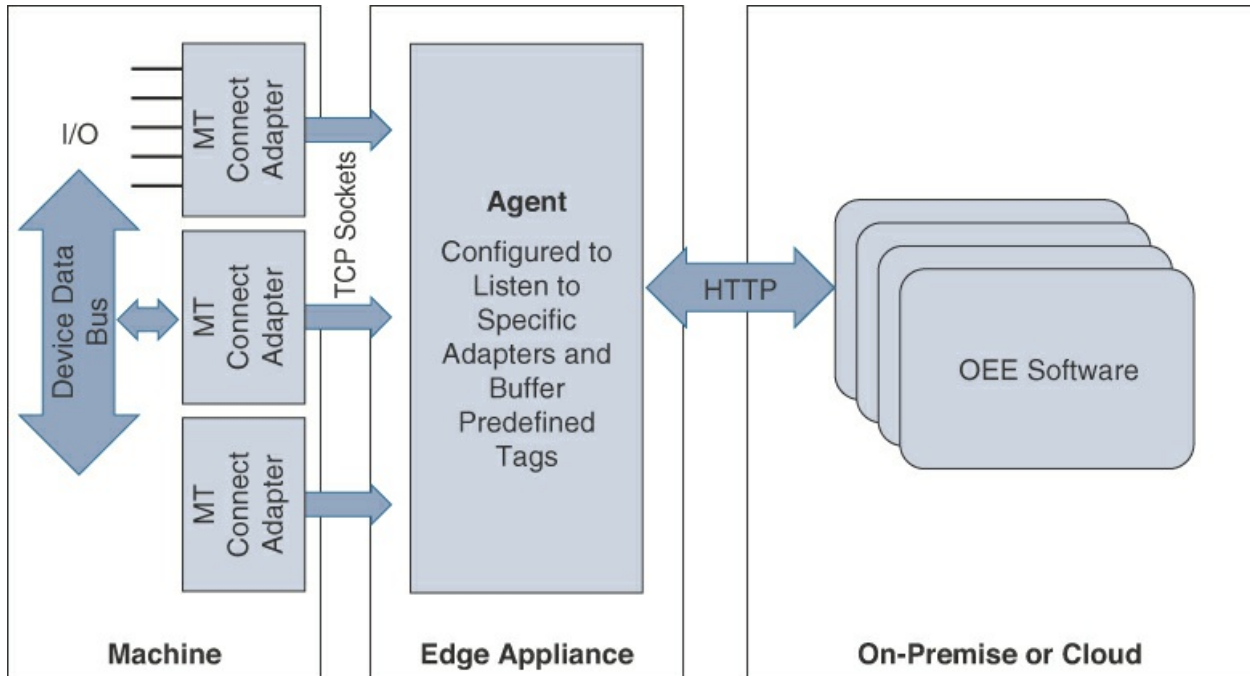 I/O
Device Data
Bus
MT
Connect
Adapter
MT
Connect
Adapter
MT
Connect
Adapter
Machine
TCP Sockets
Agent
Configured to
Listen to
Specific
Adapters and
Buffer
Predefined
Tags
Edge Appliance
HTTP
OEE Software
On-Premise or Cloud